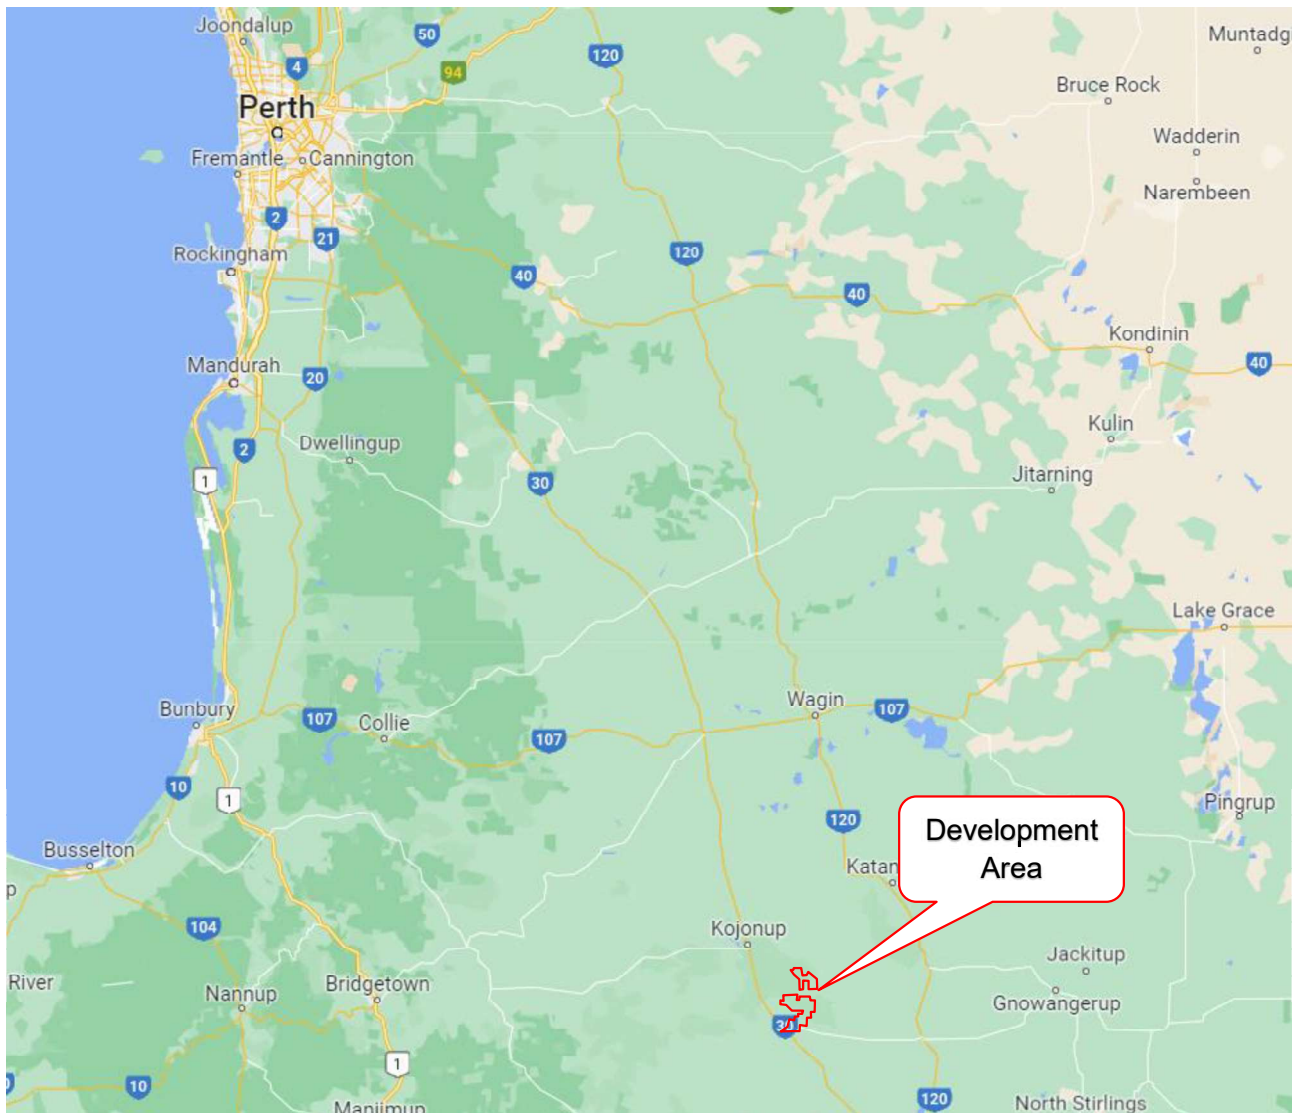 Joondalup
50
120
Muntadg
4
94
Bruce Rock
Perth
Wadderin
Fremantle
Cannington
Narembeen
2
21
120
Rockingham
40
40
Kondinin
Mandurah
20
40
Kulin
2
Dwellingup
1
30
Jitarning
Lake Grace
Bunbury
107
Collie
107
Wagin
107
10
1
Pingrup
120
Development
Area
Busselton
Katan
p
104
Kojonup
Jackitup
River
Nannup
Bridgetown
Gnowangerup
30
1
0
10
120
Manjimup
North Stirlings